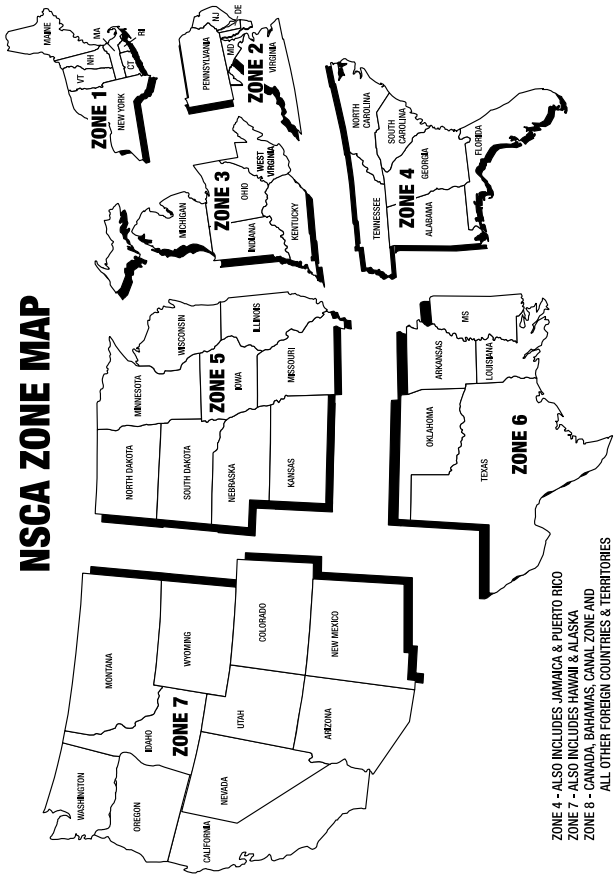 NSCA ZONE MAP
WASHINGTON
OREGON
CALIFORNIA
NEVADA
IDAHO
ZONE 7
MONTANA
WYOMING
UTAH
COLORADO
ARIZONA
NEW MEXICO
NORTH DAKOTA
SOUTH DAKOTA
NEBRASKA
KANSAS
MINNESOTA
WISCONSIN
ZONE 5
IOWA
ILLINOIS
MISSOURI
OKLAHOMA
TEXAS
ARKANSAS
LOUISIANA
MS
ZONE 6
MICHIGAN
ZONE 3
INDIANA
OHIO
WEST
VIRGINIA
KENTUCKY
TENNESSEE
NORTH
CAROLINA
SOUTH
CAROLINA
ZONE 4
ALABAMA
GEORGIA
FLORIDA
MAINE
VT
NH
MA
RI
CT
ZONE 1
NEW YORK
PENNSYLVANIA
NJ
DE
MD
ZONE 2
VIRGINIA
ZONE 4 - ALSO INCLUDES JAMAICA & PUERTO RICO
ZONE 7 - ALSO INCLUDES HAWAII & ALASKA
ZONE 8 - CANADA, BAHAMAS, CANAL ZONE AND
ALL OTHER FOREIGN COUNTRIES & TERRITORIES